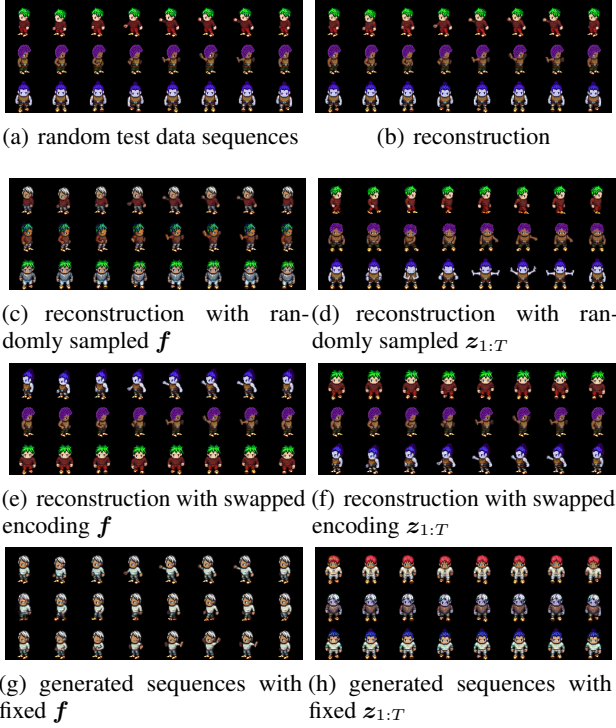 (a) random test data sequences
(b) reconstruction
(c) reconstruction with ran-
domly sampled f
(d) reconstruction with ran-
domly sampled z1:T
(e) reconstruction with swapped
encoding f
(f) reconstruction with swapped
encoding z1:T
(g) generated sequences with
fixed f
(h) generated sequences with
fixed z1:T